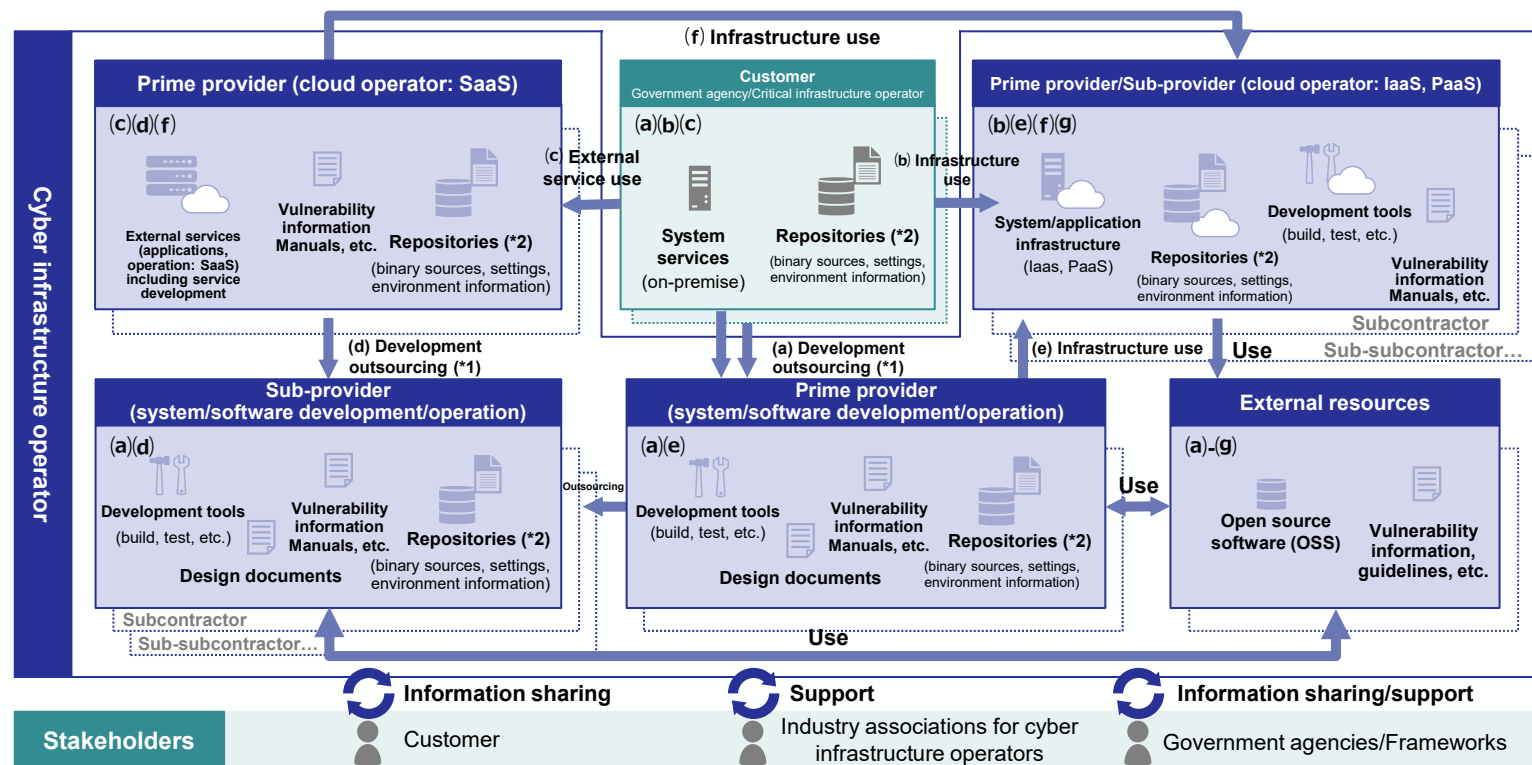 (f) Infrastructure use
Cyber infrastructure operator
Prime provider (cloud operator: SaaS)
(c)(d)(f)
External services
(applications,
operation: SaaS)
including service
development
Vulnerability
information
Manuals, etc.
Repositories (*2)
(binary sources, settings,
environment information)
(c) External
service use
Customer
Government agency/Critical infrastructure operator
(a)(b)(c)
System
services
(on-premise)
Repositories (*2)
(binary sources, settings,
environment information)
(b) Infrastructure
use
Prime provider/Sub-provider (cloud operator: IaaS, PaaS)
(b)(e)(f)(g)
System/application
infrastructure
(Iaas, PaaS)
Repositories (*2)
(binary sources, settings,
environment information)
Development tools
(build, test, etc.)
Vulnerability
information
Manuals, etc.
Subcontractor
Sub-subcontractor…
(d) Development
outsourcing (*1)
(a) Development
outsourcing (*1)
(e) Infrastructure use
Use
Sub-provider
(system/software development/operation)
(a)(d)
Development tools
(build, test, etc.)
Vulnerability
information
Manuals, etc.
Design documents
Repositories (*2)
(binary sources, settings,
environment information)
Subcontractor
Sub-subcontractor…
Outsourcing
Prime provider
(system/software development/operation)
(a)(e)
Development tools
(build, test, etc.)
Vulnerability
information
Manuals, etc.
Design documents
Repositories (*2)
(binary sources, settings,
environment information)
Use
External resources
(a)-(g)
Open source
software (OSS)
Vulnerability
information,
guidelines, etc.
Use
Information sharing
Support
Information sharing/support
Stakeholders
Customer
Industry associations for cyber
infrastructure operators
Government agencies/Frameworks